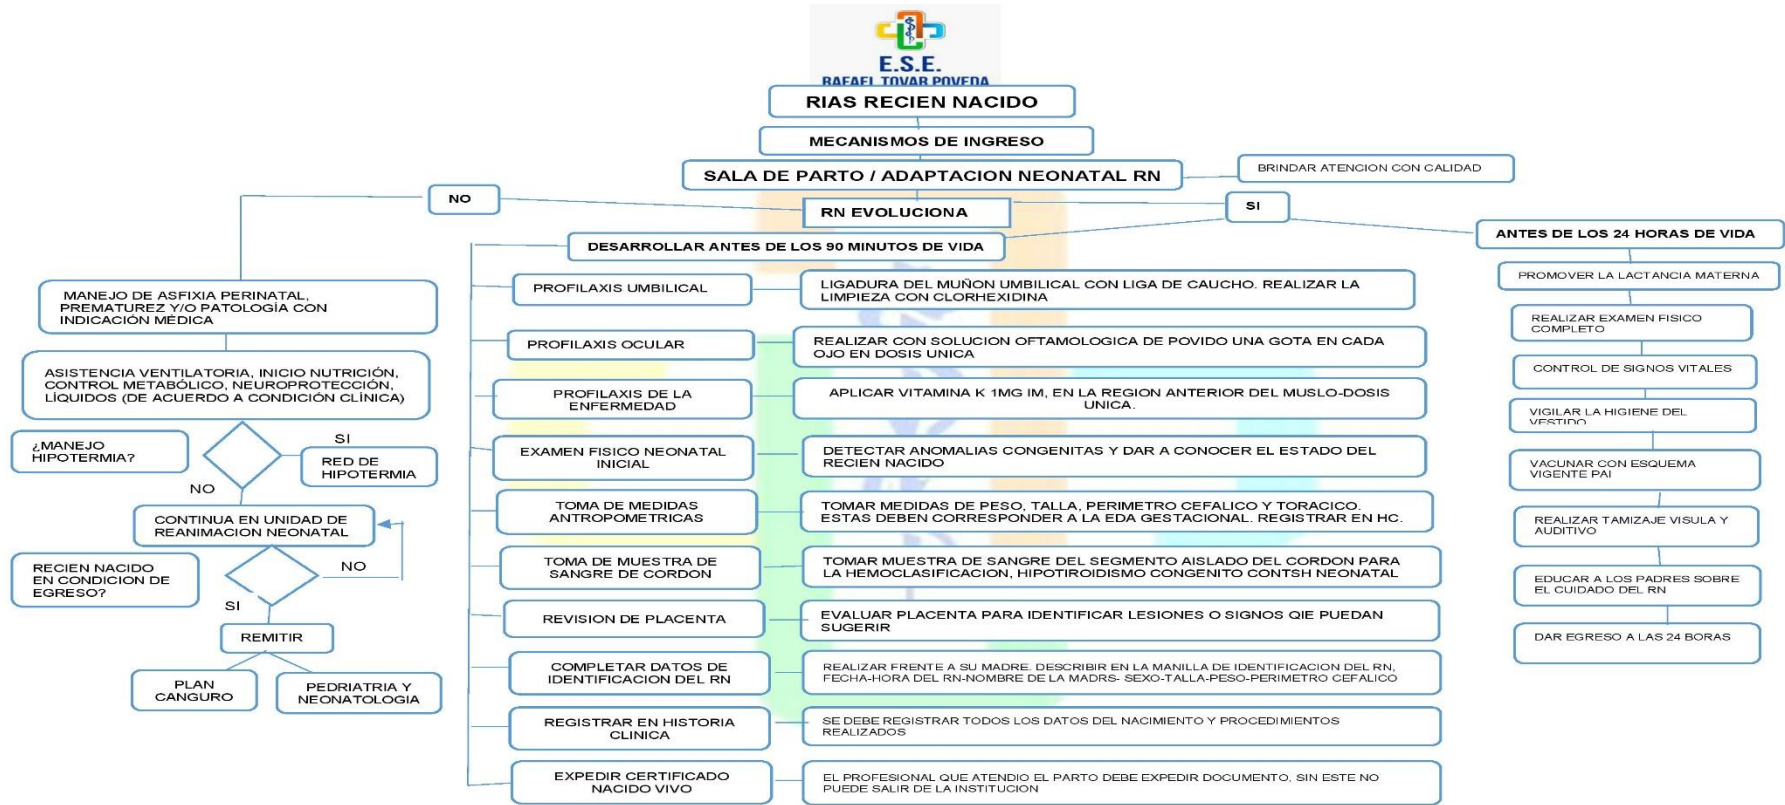 E.S.E.
RAFAEL TOVAR POVEDA
RIAS RECIEN NACIDO
MECANISMOS DE INGRESO
SALA DE PARTO / ADAPTACION NEONATAL RN
BRINDAR ATENCION CON CALIDAD
NO
RN EVOLUCIONA
SI
MANEJO DE ASFIXIA PERINATAL,
PREMATUREZ Y/O PATOLOGÍA CON
INDICACIÓN MÉDICA
ASISTENCIA VENTILATORIA, INICIO NUTRICIÓN,
CONTROL METABÓLICO, NEUROPROTECCIÓN,
LÍQUIDOS (DE ACUERDO A CONDICIÓN CLÍNICA)
¿MANEJO
HIPOTERMIA?
SI
RED DE
HIPOTERMIA
NO
CONTINUA EN UNIDAD DE
REANIMACION NEONATAL
RECIEN NACIDO
EN CONDICION DE
EGRESO?
NO
SI
REMITIR
PLAN
CANGURO
PEDRIATRIA Y
NEONATOLOGIA
DESARROLLAR ANTES DE LOS 90 MINUTOS DE VIDA
PROFILAXIS UMBILICAL
LIGADURA DEL MUÑON UMBILICAL CON LIGA DE CAUCHO. REALIZAR LA
LIMPIEZA CON CLORHEXIDINA
PROFILAXIS OCULAR
REALIZAR CON SOLUCION OFTAMOLOGICA DE POVIDO UNA GOTA EN CADA
OJO EN DOSIS UNICA
PROFILAXIS DE LA
ENFERMEDAD
APLICAR VITAMINA K 1MG IM, EN LA REGION ANTERIOR DEL MUSLO-DOSIS
UNICA.
EXAMEN FISICO NEONATAL
INICIAL
DETECTAR ANOMALIAS CONGENITAS Y DAR A CONOCER EL ESTADO DEL
RECIEN NACIDO
TOMA DE MEDIDAS
ANTROPOMETRICAS
TOMAR MEDIDAS DE PESO, TALLA, PERIMETRO CEFALICO Y TORACICO.
ESTAS DEBEN CORRESPONDER A LA EDA GESTACIONAL. REGISTRAR EN HC.
TOMA DE MUESTRA DE
SANGRE DE CORDON
TOMAR MUESTRA DE SANGRE DEL SEGMENTO AISLADO DEL CORDON PARA
LA HEMOCLASIFICACION, HIPOTIROIDISMO CONGENITO CONTSH NEONATAL
REVISION DE PLACENTA
EVALUAR PLACENTA PARA IDENTIFICAR LESIONES O SIGNOS QIE PUEDAN
SUGERIR
COMPLETAR DATOS DE
IDENTIFICACION DEL RN
REALIZAR FRENTE A SU MADRE. DESCRIBIR EN LA MANILLA DE IDENTIFICACION DEL RN,
FECHA-HORA DEL RN-NOMBRE DE LA MADRS- SEXO-TALLA-PESO-PERIMETRO CEFALICO
REGISTRAR EN HISTORIA
CLINICA
SE DEBE REGISTRAR TODOS LOS DATOS DEL NACIMIENTO Y PROCEDIMIENTOS
REALIZADOS
EXPEDIR CERTIFICADO
NACIDO VIVO
EL PROFESIONAL QUE ATENDIO EL PARTO DEBE EXPEDIR DOCUMENTO, SIN ESTE NO
PUEDE SALIR DE LA INSTITUCION
ANTES DE LOS 24 HORAS DE VIDA
PROMOVER LA LACTANCIA MATERNA
REALIZAR EXAMEN FISICO
COMPLETO
CONTROL DE SIGNOS VITALES
VIGILAR LA HIGIENE DEL
VESTIDO
VACUNAR CON ESQUEMA
VIGENTE PAI
REALIZAR TAMIZAJE VISULA Y
AUDITIVO
EDUCAR A LOS PADRES SOBRE
EL CUIDADO DEL RN
DAR EGRESO A LAS 24 BORAS